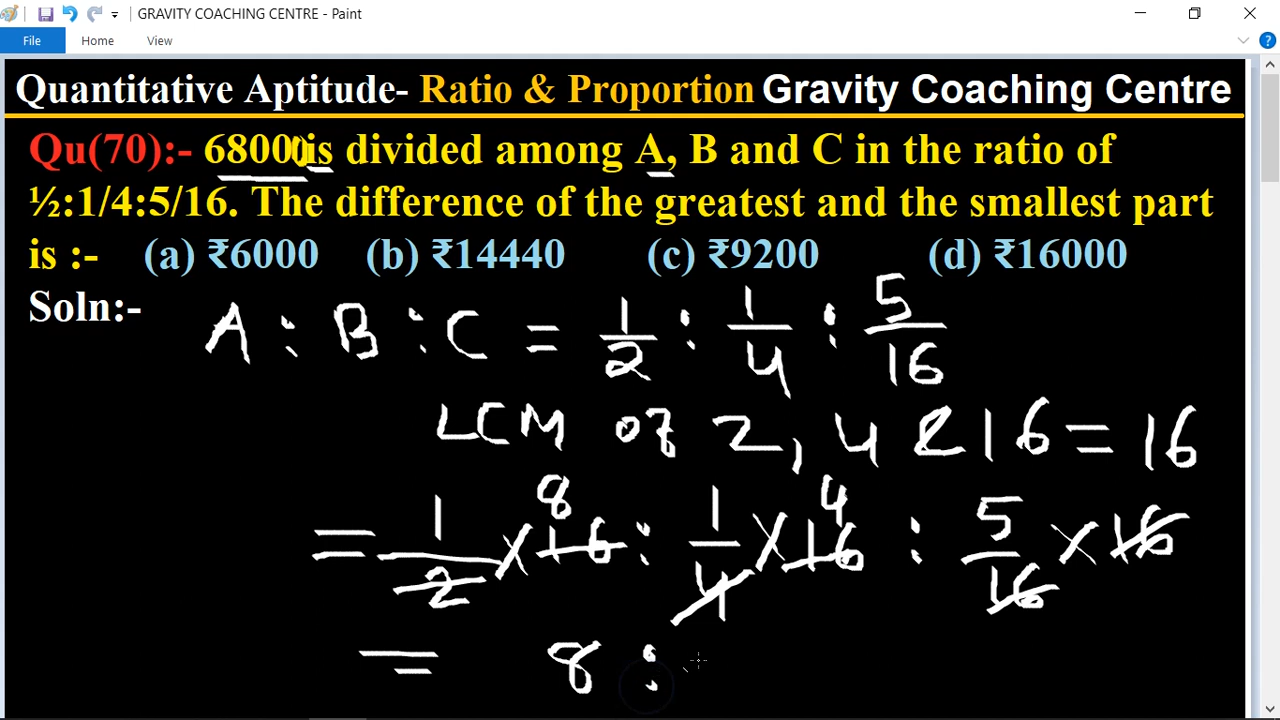 GRAVITY COACHING CENTRE - Paint
File Home View
Quantitative Aptitude- Ratio & Proportion Gravity Coaching Centre
Qu(70):- 68000 is divided among A, B and C in the ratio of
½:1/4:5/16. The difference of the greatest and the smallest part
is :- (a) ₹6000 (b) ₹14440 (c) ₹9200 (d) ₹16000
Soln:-
A : B : C = 1/2 : 1/4 : 5/16
LCM of 2, 4 & 16 = 16
= 1/2 × 16 8 : 1/4 × 16 4 : 5/16 × 16
= 8 :